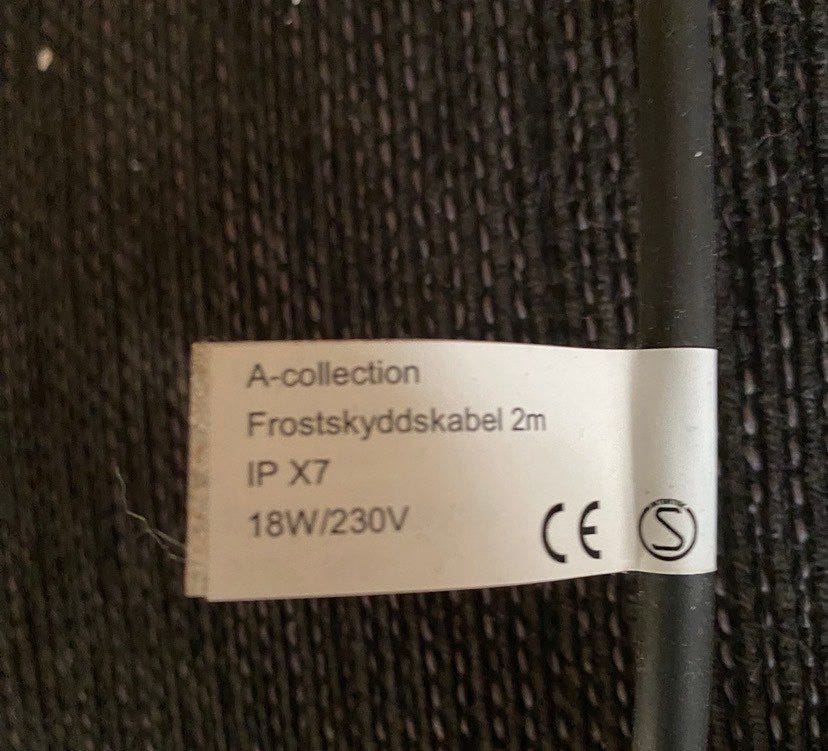 A-collection
Frostskyddskabel 2m
IP X7
18W/230V
CE
S